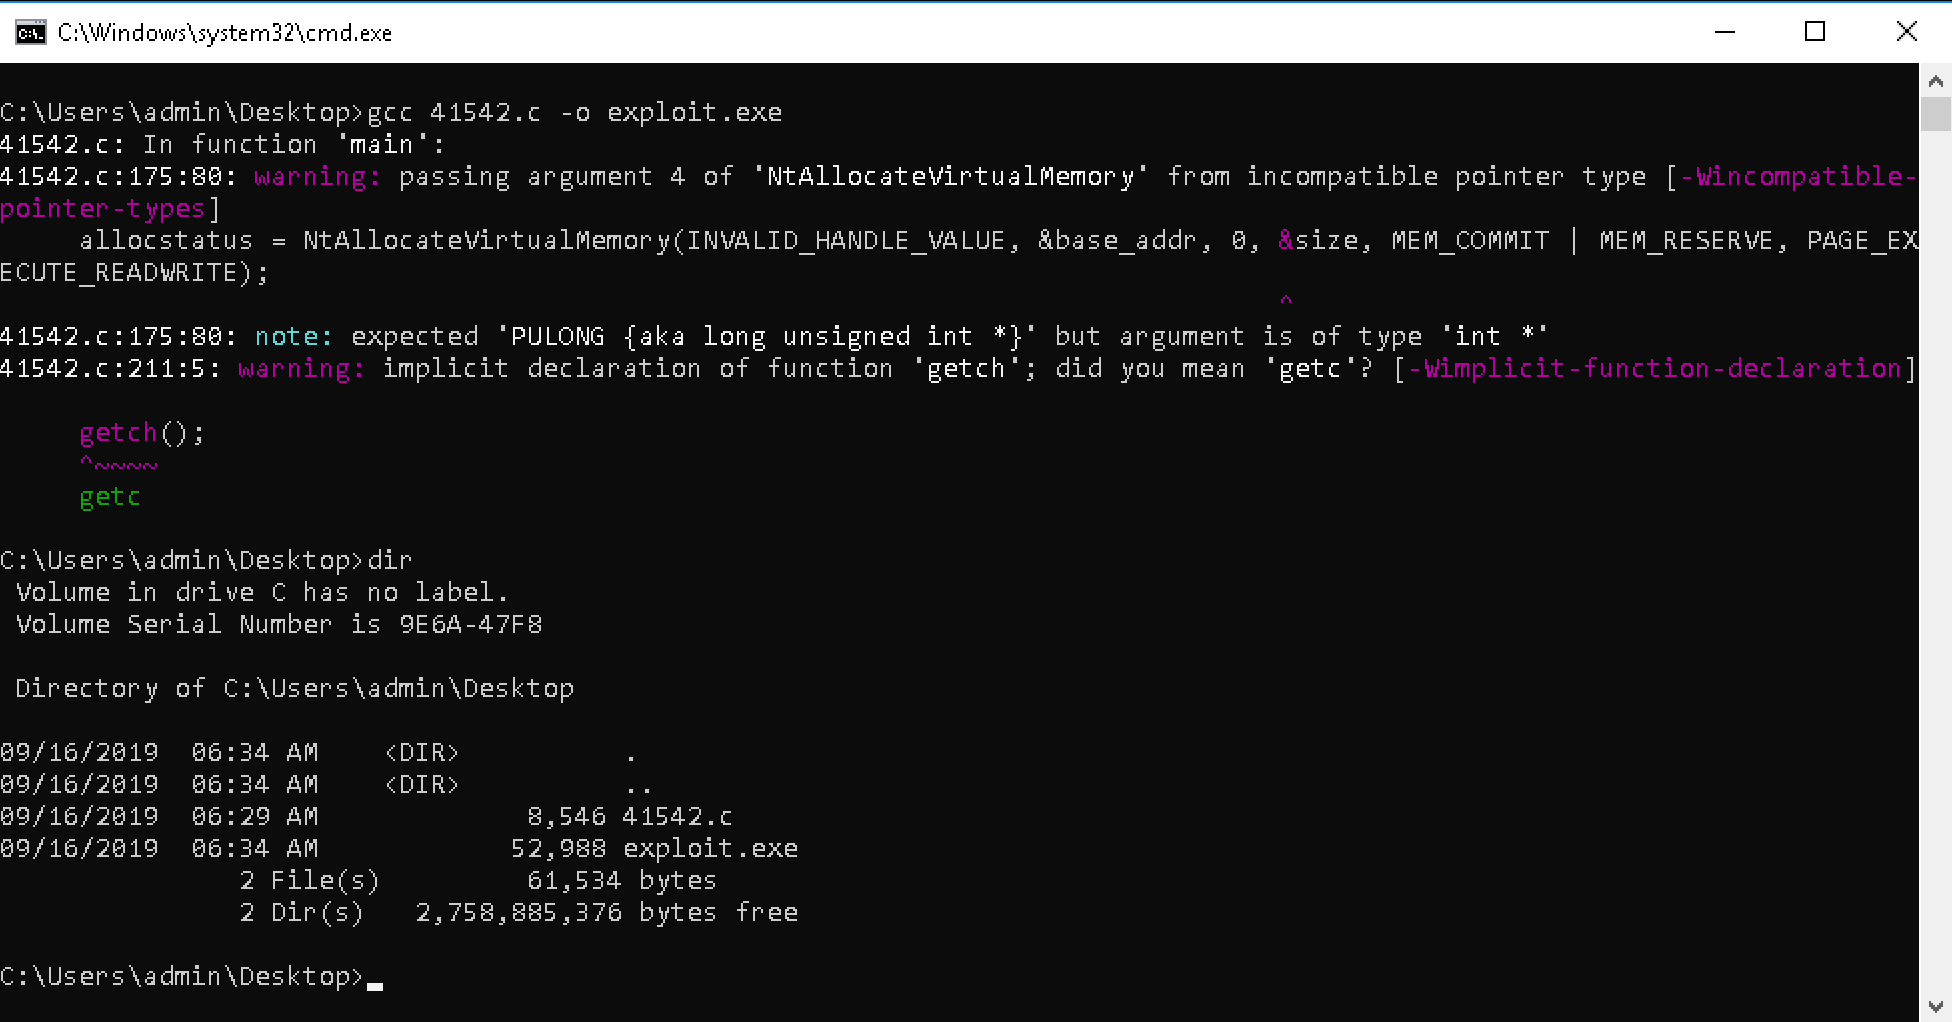 C:\Windows\system32\cmd.exe
C:\Users\admin\Desktop>gcc 41542.c -o exploit.exe
41542.c: In function 'main':
41542.c:175:80: warning: passing argument 4 of 'NtAllocateVirtualMemory' from incompatible pointer type [-Wincompatible-
pointer-types]
     allocstatus = NtAllocateVirtualMemory(INVALID_HANDLE_VALUE, &base_addr, 0, &size, MEM_COMMIT | MEM_RESERVE, PAGE_EX
ECUTE_READWRITE);
                                                                                ^
41542.c:175:80: note: expected 'PULONG {aka long unsigned int *}' but argument is of type 'int *'
41542.c:211:5: warning: implicit declaration of function 'getch'; did you mean 'getc'? [-Wimplicit-function-declaration]
     getch();
     ^~~~~
     getc
C:\Users\admin\Desktop>dir
 Volume in drive C has no label.
 Volume Serial Number is 9E6A-47F8
 Directory of C:\Users\admin\Desktop
09/16/2019  06:34 AM    <DIR>          .
09/16/2019  06:34 AM    <DIR>          ..
09/16/2019  06:29 AM             8,546 41542.c
09/16/2019  06:34 AM            52,988 exploit.exe
               2 File(s)         61,534 bytes
               2 Dir(s)   2,758,885,376 bytes free
C:\Users\admin\Desktop>